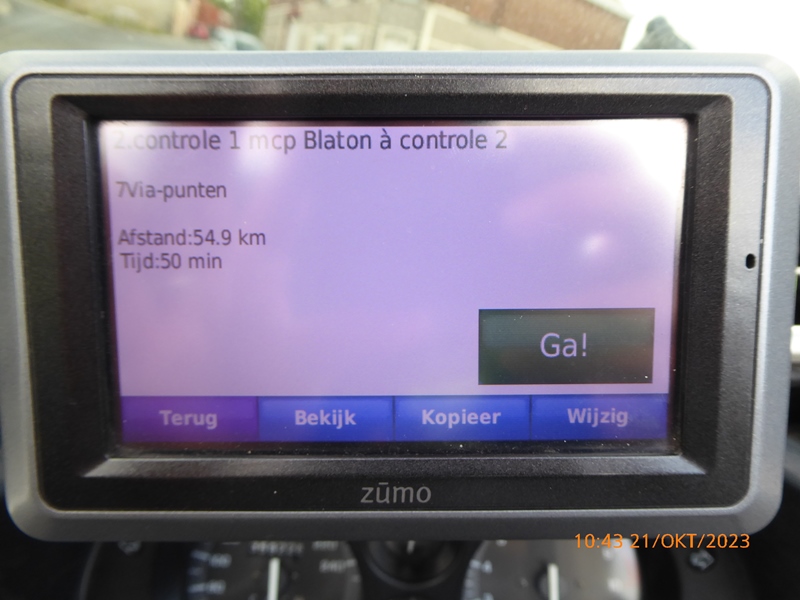 2.controle 1 mcp Blaton à controle 2
7Via-punten
Afstand:54.9 km
Tijd:50 min
Ga!
Terug Bekijk Kopieer Wijzig
zūmo
10:43 21/OKT/2023